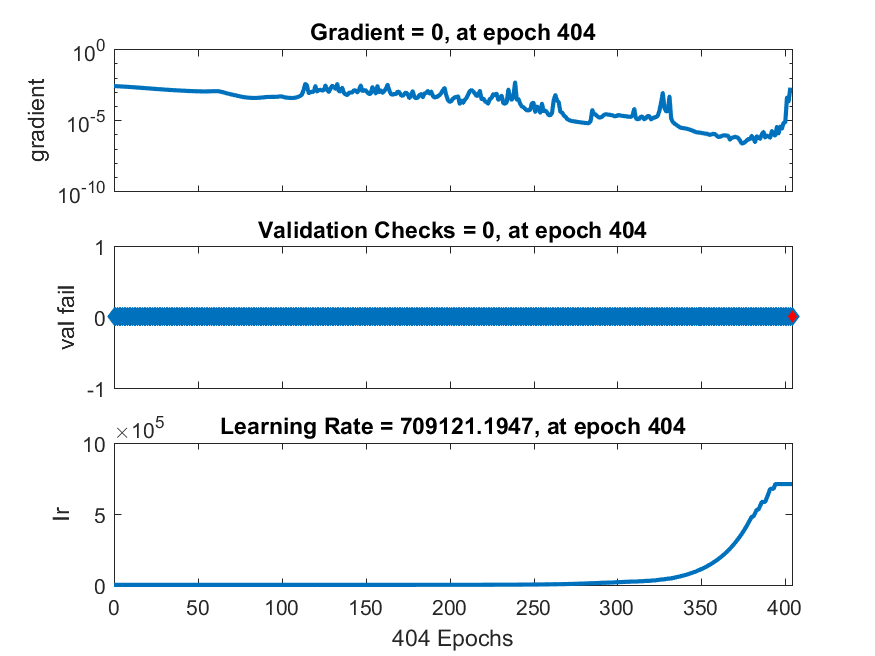 Gradient = 0, at epoch 404
10^0
10^-5
10^-10
gradient
Validation Checks = 0, at epoch 404
1
0
-1
val fail
Learning Rate = 709121.1947, at epoch 404
×10^5
10
5
0
lr
0 50 100 150 200 250 300 350 400
404 Epochs